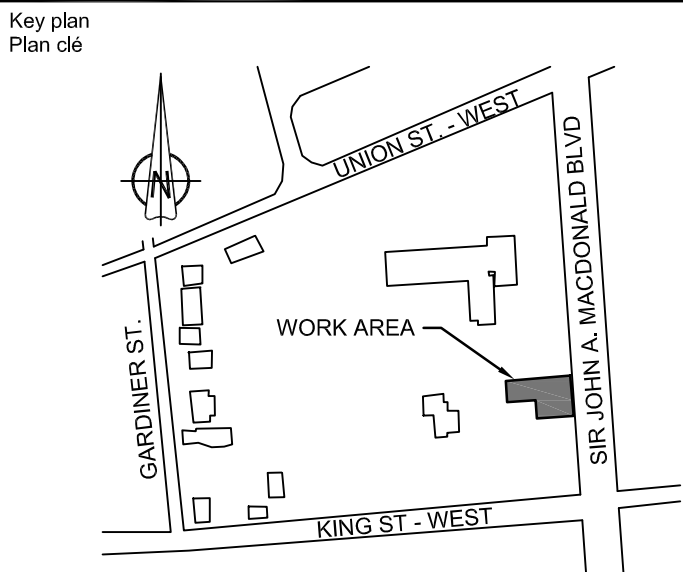 Key plan
Plan clé
N
UNION ST. - WEST
SIR JOHN A. MACDONALD BLVD
WORK AREA
GARDINER ST.
KING ST - WEST